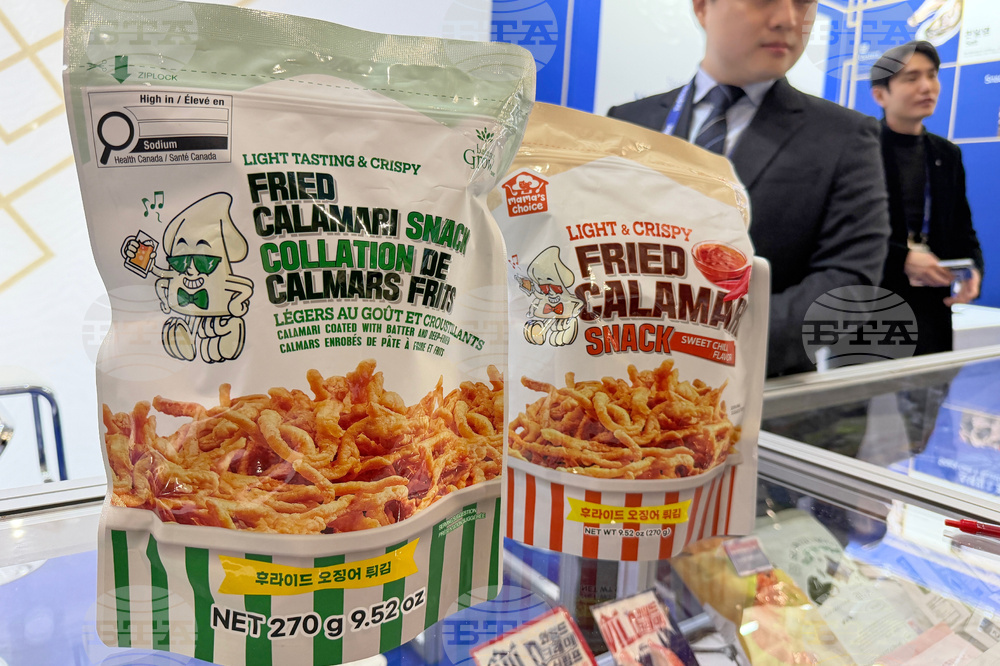 BTA
ZIPLOCK
High in / Élevé en
Sodium
Health Canada / Santé Canada
LIGHT TASTING & CRISPY
FRIED
CALAMARI SNACK
COLLATION DE
CALMARS FRITS
LÉGERS AU GOÛT ET CROUSTILLANTS
CALAMARI COATED WITH BATTER AND DEEP-FRIED
CALMARS ENROBÉS DE PÂTE À FRIRE ET FRITS
후라이드 오징어 튀김
NET 270 g 9.52 oz
mama's
choice
LIGHT & CRISPY
FRIED
CALAMARI
SNACK
SWEET CHILI
FLAVOR
후라이드 오징어 튀김
NET WT 9.52 oz (270 g)
BTA